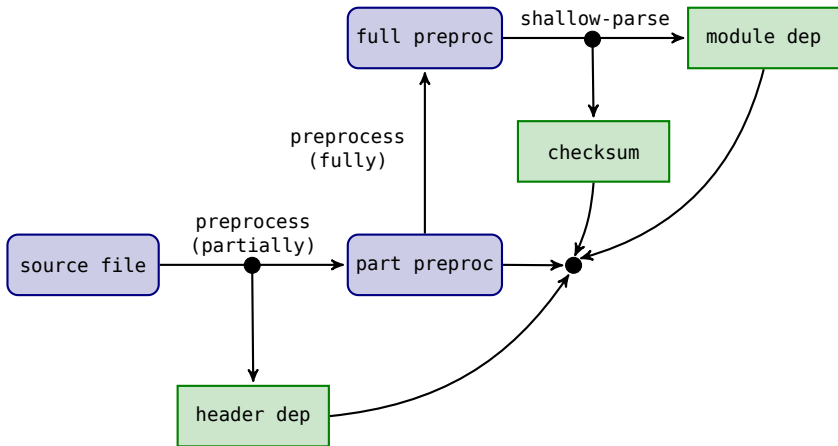 full preproc
shallow-parse
module dep
preprocess
(fully)
checksum
preprocess
(partially)
source file
part preproc
header dep